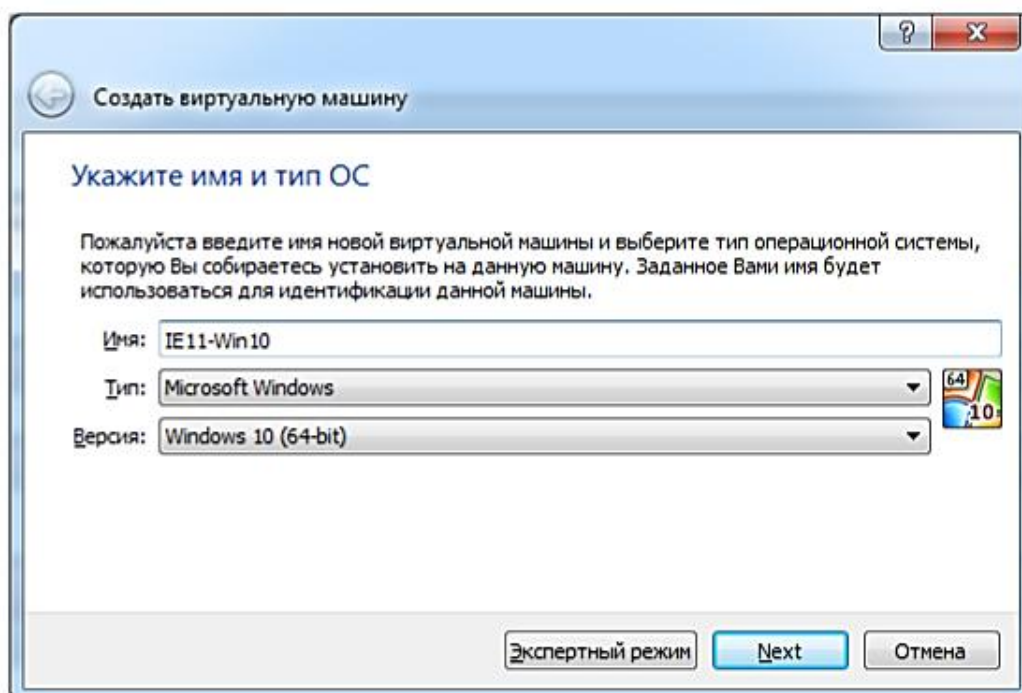 Создать виртуальную машину
Укажите имя и тип ОС
Пожалуйста введите имя новой виртуальной машины и выберите тип операционной системы,
которую Вы собираетесь установить на данную машину. Заданное Вами имя будет
использоваться для идентификации данной машины.
Имя: IE11-Win10
Тип: Microsoft Windows
64
10
Версия: Windows 10 (64-bit)
Экспертный режим Next Отмена